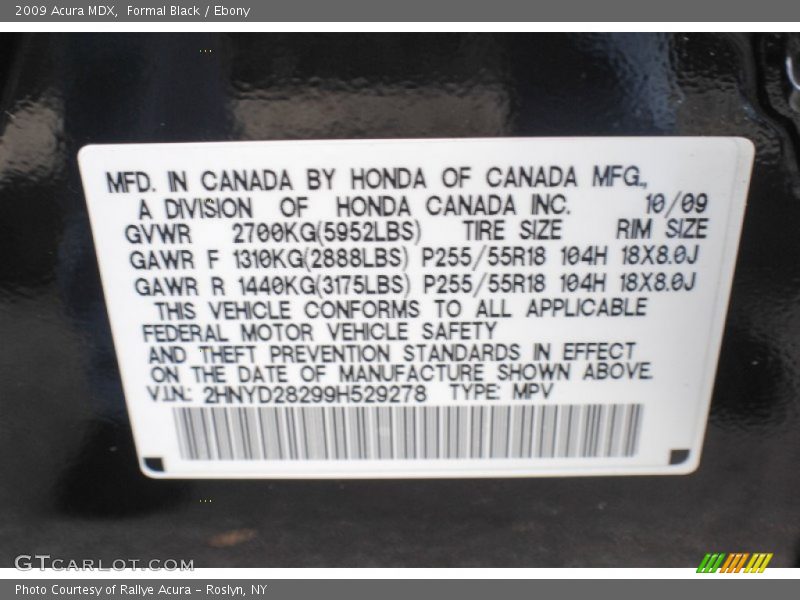 2009 Acura MDX,  Formal Black / Ebony
MFD. IN CANADA BY HONDA OF CANADA MFG.,
A DIVISION OF HONDA CANADA INC. 10/09
GVWR 2700KG(5952LBS) TIRE SIZE RIM SIZE
GAWR F 1310KG(2888LBS) P255/55R18 104H 18X8.0J
GAWR R 1440KG(3175LBS) P255/55R18 104H 18X8.0J
THIS VEHICLE CONFORMS TO ALL APPLICABLE
FEDERAL MOTOR VEHICLE SAFETY
AND THEFT PREVENTION STANDARDS IN EFFECT
ON THE DATE OF MANUFACTURE SHOWN ABOVE.
V.I.N.: 2HNYD28299H529278 TYPE: MPV
GTCARLOT.COM
Photo Courtesy of Rallye Acura - Roslyn, NY